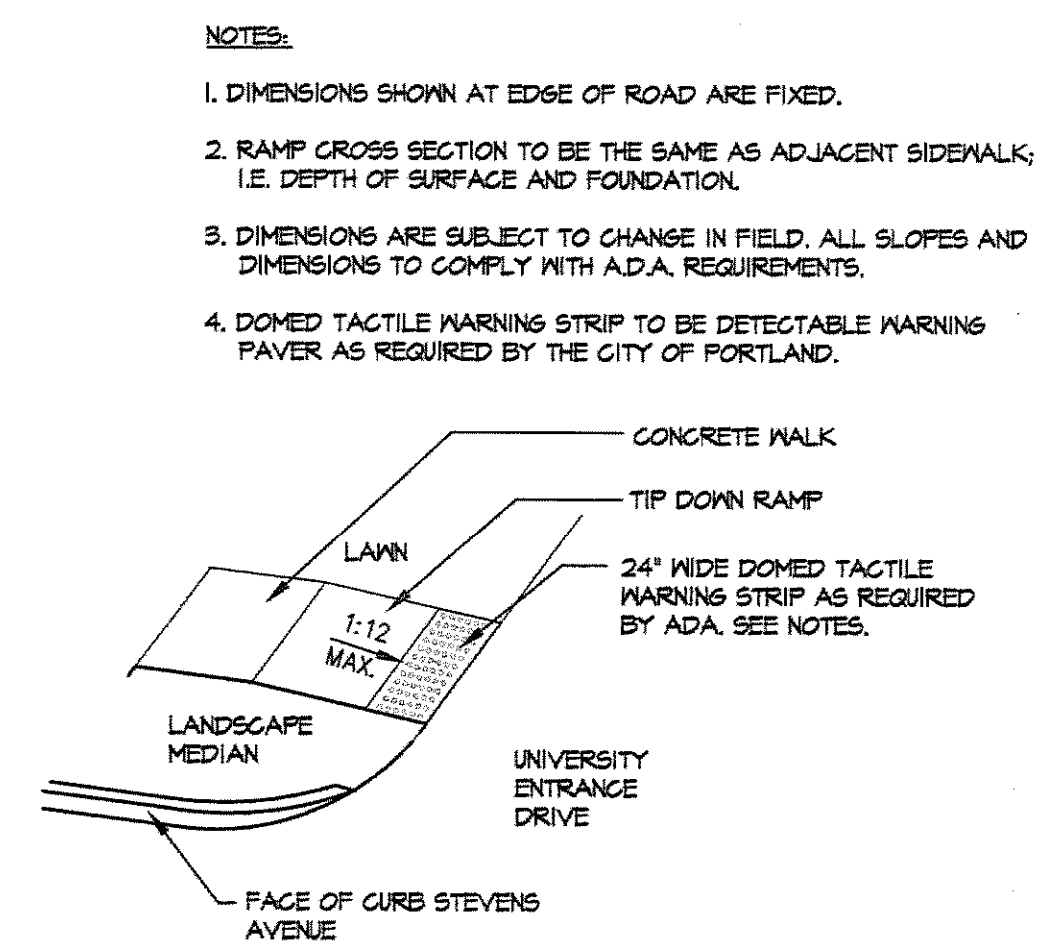 NOTES:
1. DIMENSIONS SHOWN AT EDGE OF ROAD ARE FIXED.
2. RAMP CROSS SECTION TO BE THE SAME AS ADJACENT SIDEWALK;
I.E. DEPTH OF SURFACE AND FOUNDATION.
3. DIMENSIONS ARE SUBJECT TO CHANGE IN FIELD. ALL SLOPES AND
DIMENSIONS TO COMPLY WITH A.D.A. REQUIREMENTS.
4. DOMED TACTILE WARNING STRIP TO BE DETECTABLE WARNING
PAVER AS REQUIRED BY THE CITY OF PORTLAND.
CONCRETE WALK
TIP DOWN RAMP
LAWN
24" WIDE DOMED TACTILE
WARNING STRIP AS REQUIRED
BY ADA. SEE NOTES.
1:12
MAX.
LANDSCAPE
MEDIAN
UNIVERSITY
ENTRANCE
DRIVE
FACE OF CURB STEVENS
AVENUE